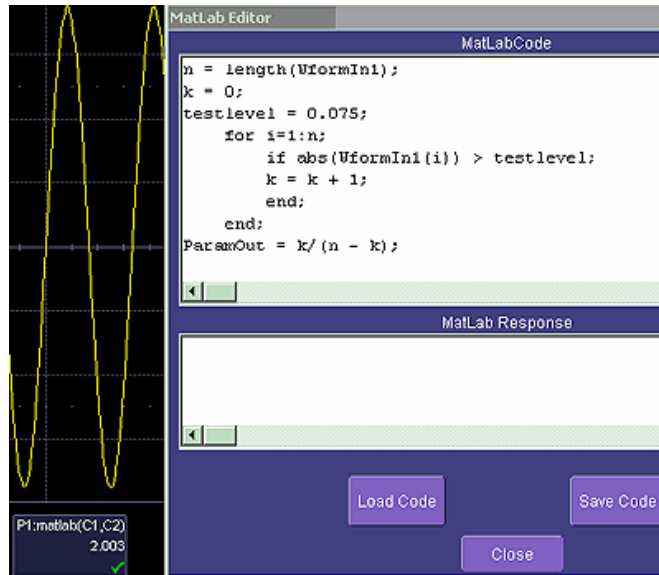 MatLab Editor
MatLabCode
n = length(WformIn1);
k = 0;
testlevel = 0.075;
for i=1:n;
if abs(WformIn1(i)) > testlevel;
k = k + 1;
end;
end;
ParamOut = k/(n - k);
MatLab Response
Load Code
Save Code
Close
P1:matlab(C1,C2)
2.003